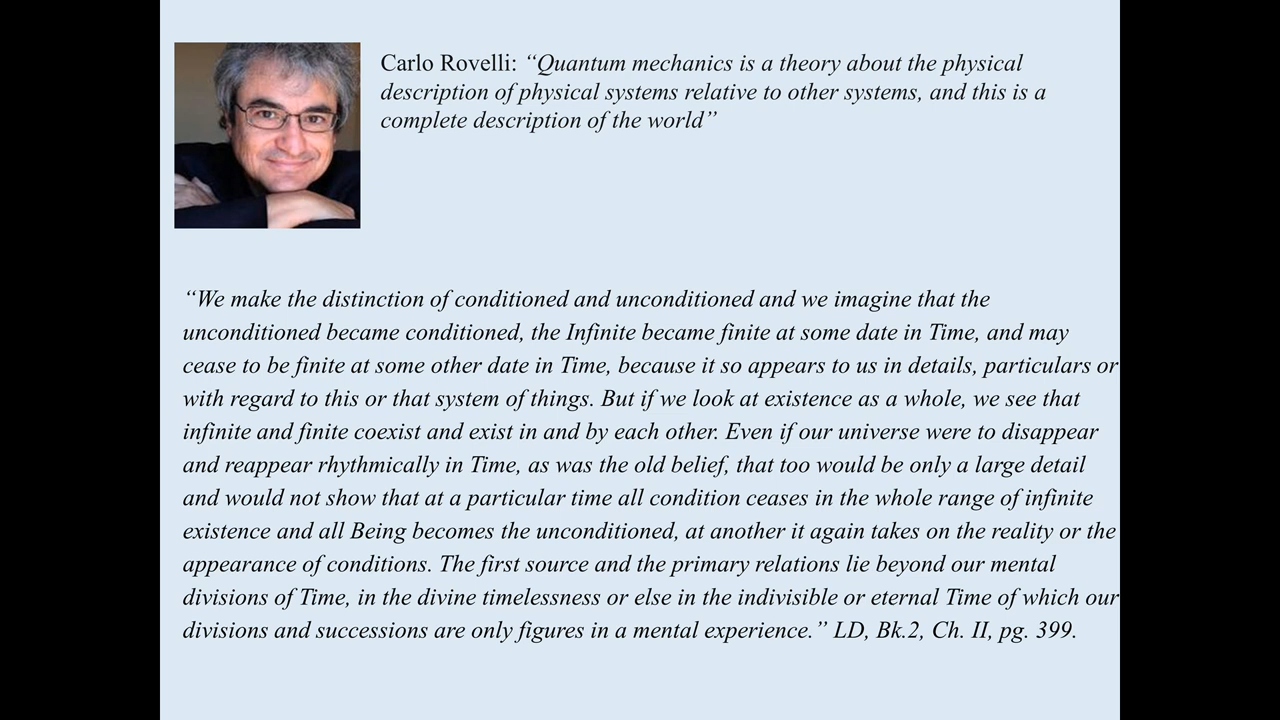 Carlo Rovelli: “Quantum mechanics is a theory about the physical
description of physical systems relative to other systems, and this is a
complete description of the world”
“We make the distinction of conditioned and unconditioned and we imagine that the
unconditioned became conditioned, the Infinite became finite at some date in Time, and may
cease to be finite at some other date in Time, because it so appears to us in details, particulars or
with regard to this or that system of things. But if we look at existence as a whole, we see that
infinite and finite coexist and exist in and by each other. Even if our universe were to disappear
and reappear rhythmically in Time, as was the old belief, that too would be only a large detail
and would not show that at a particular time all condition ceases in the whole range of infinite
existence and all Being becomes the unconditioned, at another it again takes on the reality or the
appearance of conditions. The first source and the primary relations lie beyond our mental
divisions of Time, in the divine timelessness or else in the indivisible or eternal Time of which our
divisions and successions are only figures in a mental experience.” LD, Bk.2, Ch. II, pg. 399.